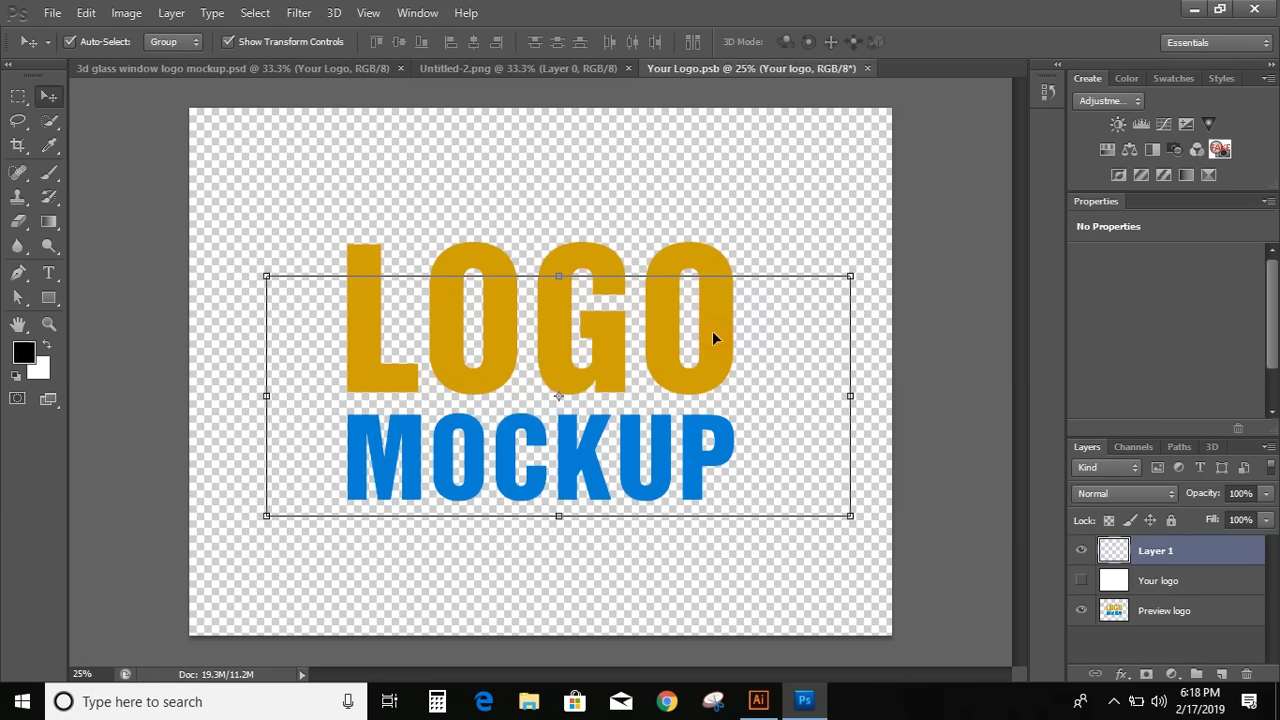 Ps File Edit Image Layer Type Select Filter 3D View Window Help
Auto-Select: Group Show Transform Controls 3D Mode: Essentials
3d glass window logo mockup.psd @ 33.3% (Your Logo, RGB/8) × Untitled-2.png @ 33.3% (Layer 0, RGB/8) × Your Logo.psb @ 25% (Your logo, RGB/8*) ×
Create Color Swatches Styles
Adjustme...
Properties
No Properties
LOGO
MOCKUP
Layers Channels Paths 3D
Kind
Normal Opacity: 100%
Lock: Fill: 100%
Layer 1
Your logo
Preview logo
25% Doc: 19.3M/11.2M
Type here to search Ai Ps 6:18 PM
2/17/2019